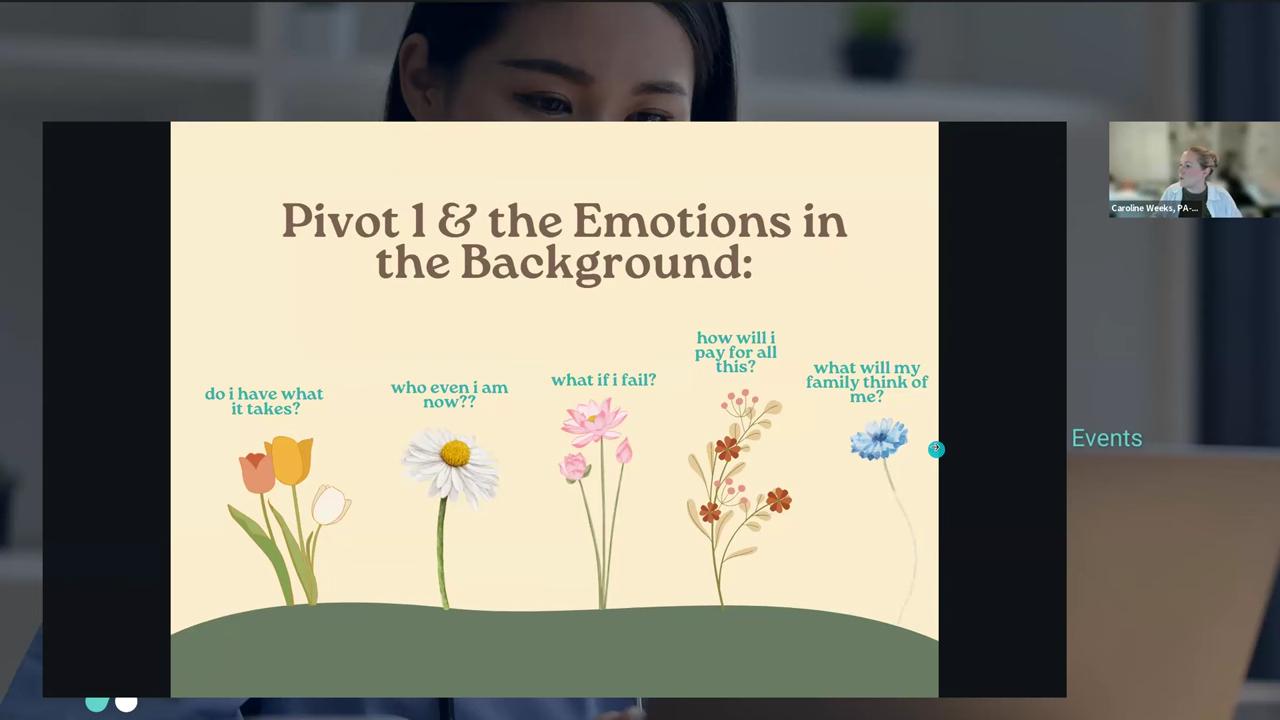 Pivot 1 & the Emotions in
the Background:
do i have what
it takes?
who even i am
now??
what if i fail?
how will i
pay for all
this?
what will my
family think of
me?
Caroline Weeks, PA-...
Events